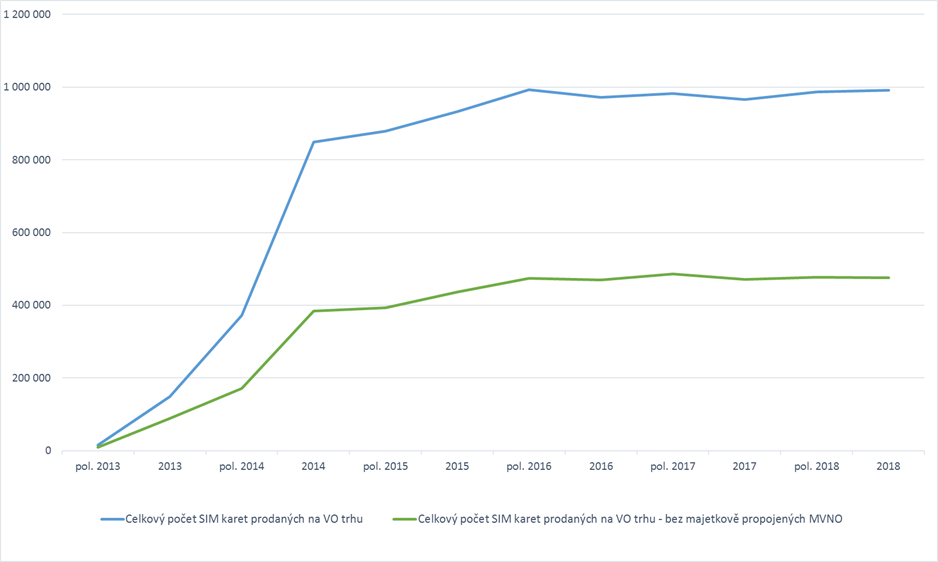 1 200 000
1 000 000
800 000
600 000
400 000
200 000
0
pol. 2013 2013 pol. 2014 2014 pol. 2015 2015 pol. 2016 2016 pol. 2017 2017 pol. 2018 2018
Celkový počet SIM karet prodaných na VO trhu Celkový počet SIM karet prodaných na VO trhu - bez majetkově propojených MVNO